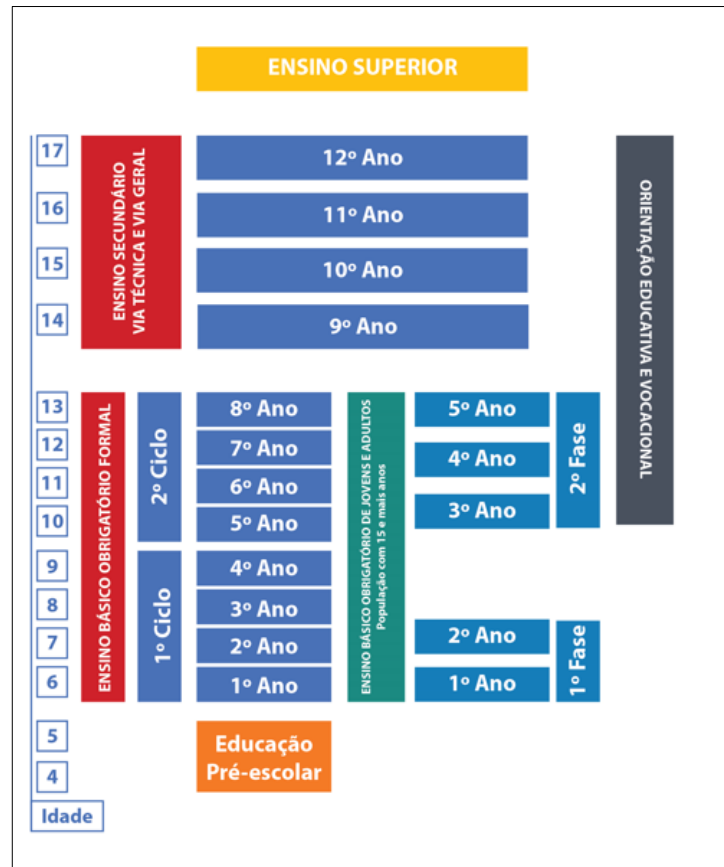 ENSINO SUPERIOR
17
ENSINO SECUNDÁRIO
VIA TÉCNICA E VIA GERAL
12º Ano
ORIENTAÇÃO EDUCATIVA E VOCACIONAL
16
11º Ano
15
10º Ano
14
9º Ano
13
ENSINO BÁSICO OBRIGATÓRIO FORMAL
2º Ciclo
8º Ano
ENSINO BÁSICO OBRIGATÓRIO DE JOVENS E ADULTOS
População com 15 e mais anos
5º Ano
2º Fase
12
7º Ano
4º Ano
11
6º Ano
10
5º Ano
3º Ano
9
1º Ciclo
4º Ano
8
3º Ano
7
2º Ano
2º Ano
1º Fase
6
1º Ano
1º Ano
5
Educação
Pré-escolar
4
Idade